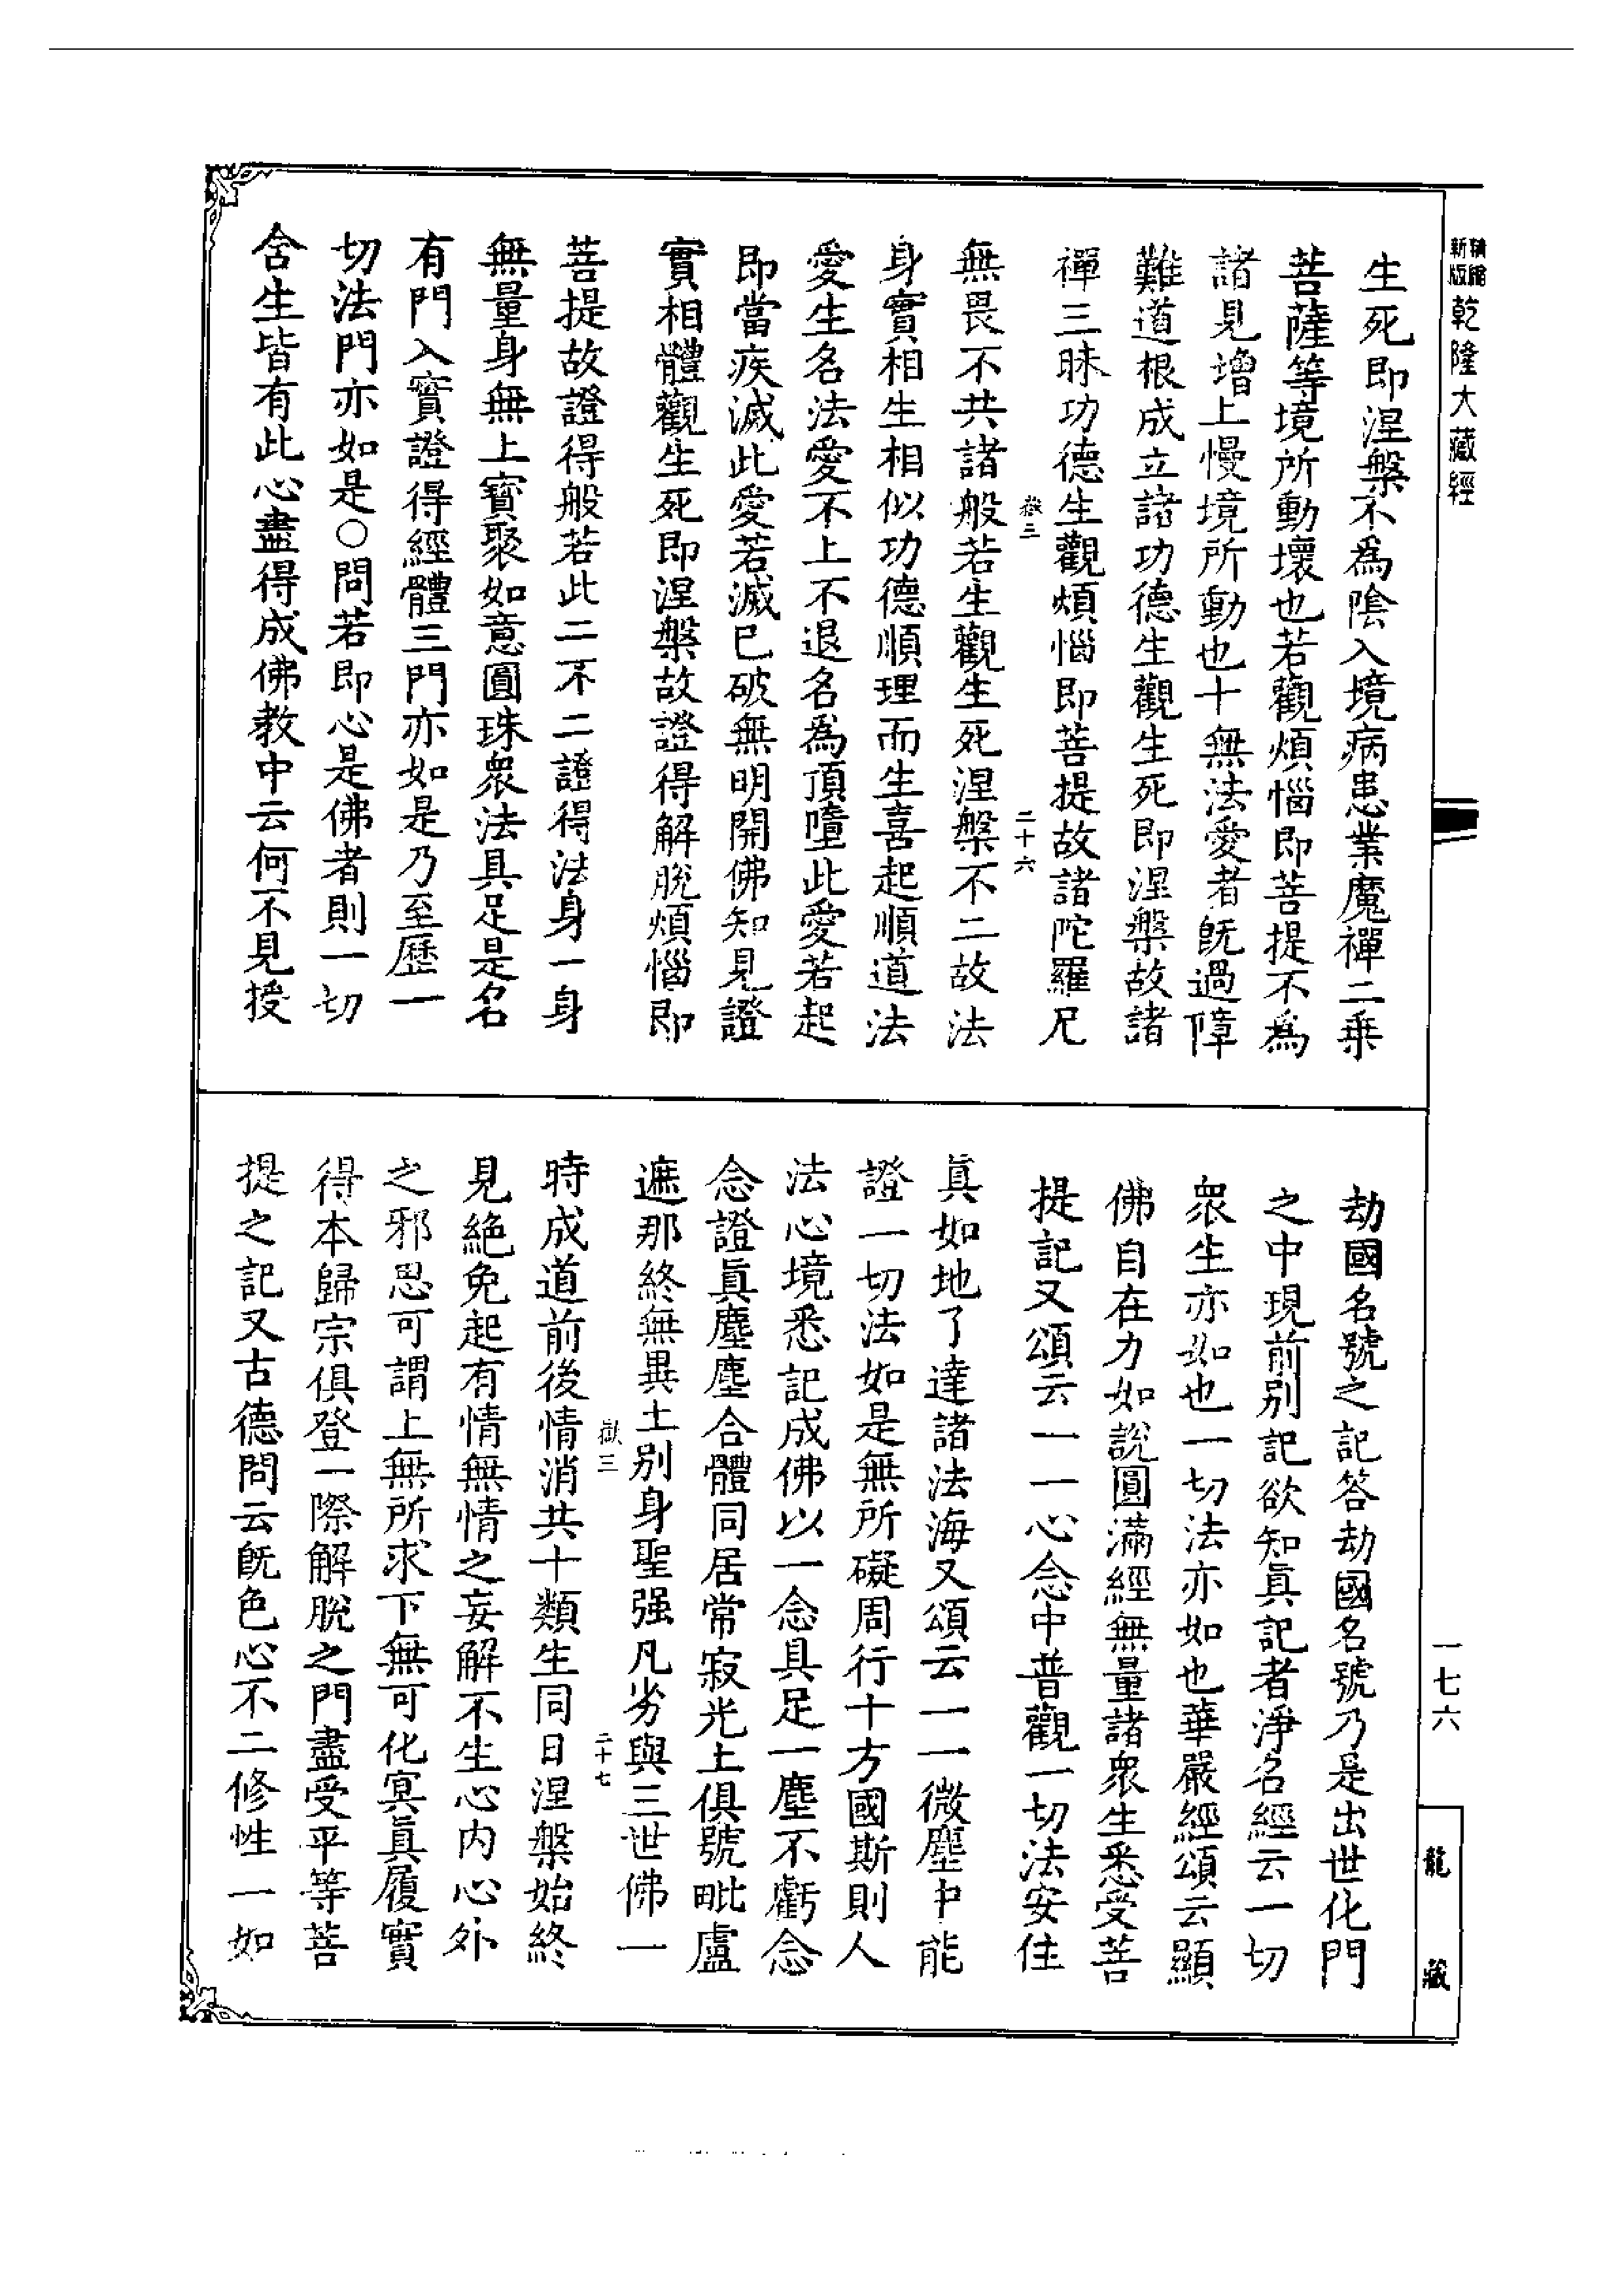 新版精縮
乾隆大藏經
生死即涅槃不為陰入境病患業魔禪二乘
菩薩等境所動壞也若觀煩惱即菩提不為
諸見增上慢境所動也十無法愛者既過障
難道根成立諸功德生觀生死即涅槃故諸
禪三昧功德生觀煩惱即菩提故諸陀羅尼
嶽三 二十六
無畏不共諸般若生觀生死涅槃不二故法
身實相生相似功德順理而生喜起順道法
愛生名法愛不上不退名為頂墮此愛若起
即當疾滅此愛若滅已破無明開佛知見證
實相體觀生死即涅槃故證得解脫煩惱即
菩提故證得般若此二不二證得法身一身
無量身無上寶聚如意圓珠眾法具足是名
有門入實證得經體三門亦如是乃至歷一
切法門亦如是○問若即心是佛者則一切
含生皆有此心盡得成佛教中云何不見授
一七六
龍藏
劫國名號之記答劫國名號乃是出世化門
之中現前別記欲知真記者淨名經云一切
眾生亦如也一切法亦如也華嚴經頌云顯
佛自在力如說圓滿經無量諸眾生悉受菩
提記又頌云一一心念中普觀一切法安住
真如地了達諸法海又頌云一一微塵中能
證一切法如是無所礙周行十方國斯則人
法心境悉記成佛以一念具足一塵不虧念
念證真塵塵合體同居常寂光土俱號毗盧
遮那終無異土別身聖强凡劣與三世佛一
嶽三 二十七
時成道前後情消共十類生同日涅槃始終
見絕免起有情無情之妄解不生心內心外
之邪思可謂上無所求下無可化冥真履實
得本歸宗俱登一際解脫之門盡受平等菩
提之記又古德問云既色心不二修性一如